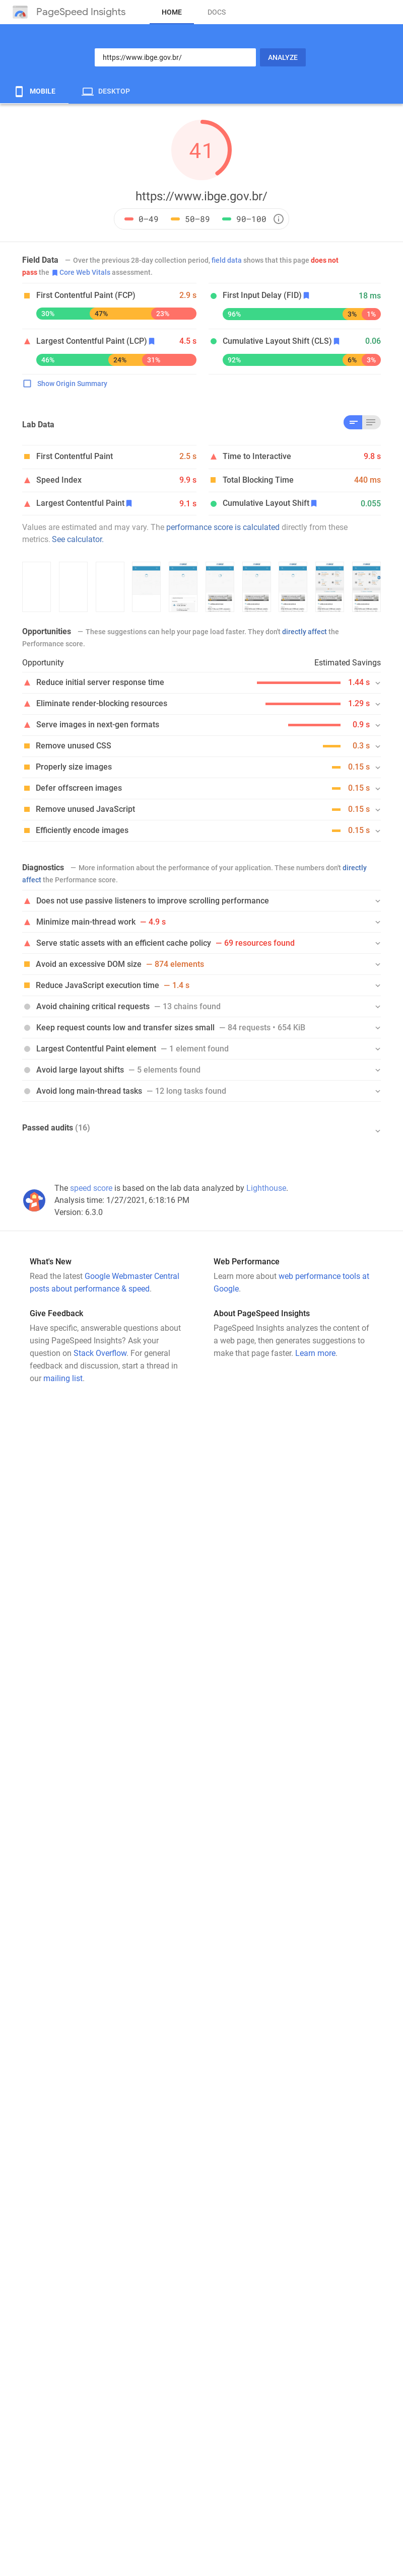 PageSpeed Insights
HOME
DOCS
https://www.ibge.gov.br/
ANALYZE
MOBILE
DESKTOP
41
https://www.ibge.gov.br/
0–49
50–89
90–100
Field Data — Over the previous 28-day collection period, field data shows that this page does not
pass the Core Web Vitals assessment.
First Contentful Paint (FCP) 2.9 s
30% 47% 23%
First Input Delay (FID) 18 ms
96% 3% 1%
Largest Contentful Paint (LCP) 4.5 s
46% 24% 31%
Cumulative Layout Shift (CLS) 0.06
92% 6% 3%
Show Origin Summary
Lab Data
First Contentful Paint 2.5 s
Time to Interactive 9.8 s
Speed Index 9.9 s
Total Blocking Time 440 ms
Largest Contentful Paint 9.1 s
Cumulative Layout Shift 0.055
Values are estimated and may vary. The performance score is calculated directly from these
metrics. See calculator.
Opportunities — These suggestions can help your page load faster. They don't directly affect the
Performance score.
Opportunity Estimated Savings
Reduce initial server response time 1.44 s
Eliminate render-blocking resources 1.29 s
Serve images in next-gen formats 0.9 s
Remove unused CSS 0.3 s
Properly size images 0.15 s
Defer offscreen images 0.15 s
Remove unused JavaScript 0.15 s
Efficiently encode images 0.15 s
Diagnostics — More information about the performance of your application. These numbers don't directly
affect the Performance score.
Does not use passive listeners to improve scrolling performance
Minimize main-thread work — 4.9 s
Serve static assets with an efficient cache policy — 69 resources found
Avoid an excessive DOM size — 874 elements
Reduce JavaScript execution time — 1.4 s
Avoid chaining critical requests — 13 chains found
Keep request counts low and transfer sizes small — 84 requests • 654 KiB
Largest Contentful Paint element — 1 element found
Avoid large layout shifts — 5 elements found
Avoid long main-thread tasks — 12 long tasks found
Passed audits (16)
The speed score is based on the lab data analyzed by Lighthouse.
Analysis time: 1/27/2021, 6:18:16 PM
Version: 6.3.0
What's New
Read the latest Google Webmaster Central
posts about performance & speed.
Give Feedback
Have specific, answerable questions about
using PageSpeed Insights? Ask your
question on Stack Overflow. For general
feedback and discussion, start a thread in
our mailing list.
Web Performance
Learn more about web performance tools at
Google.
About PageSpeed Insights
PageSpeed Insights analyzes the content of
a web page, then generates suggestions to
make that page faster. Learn more.